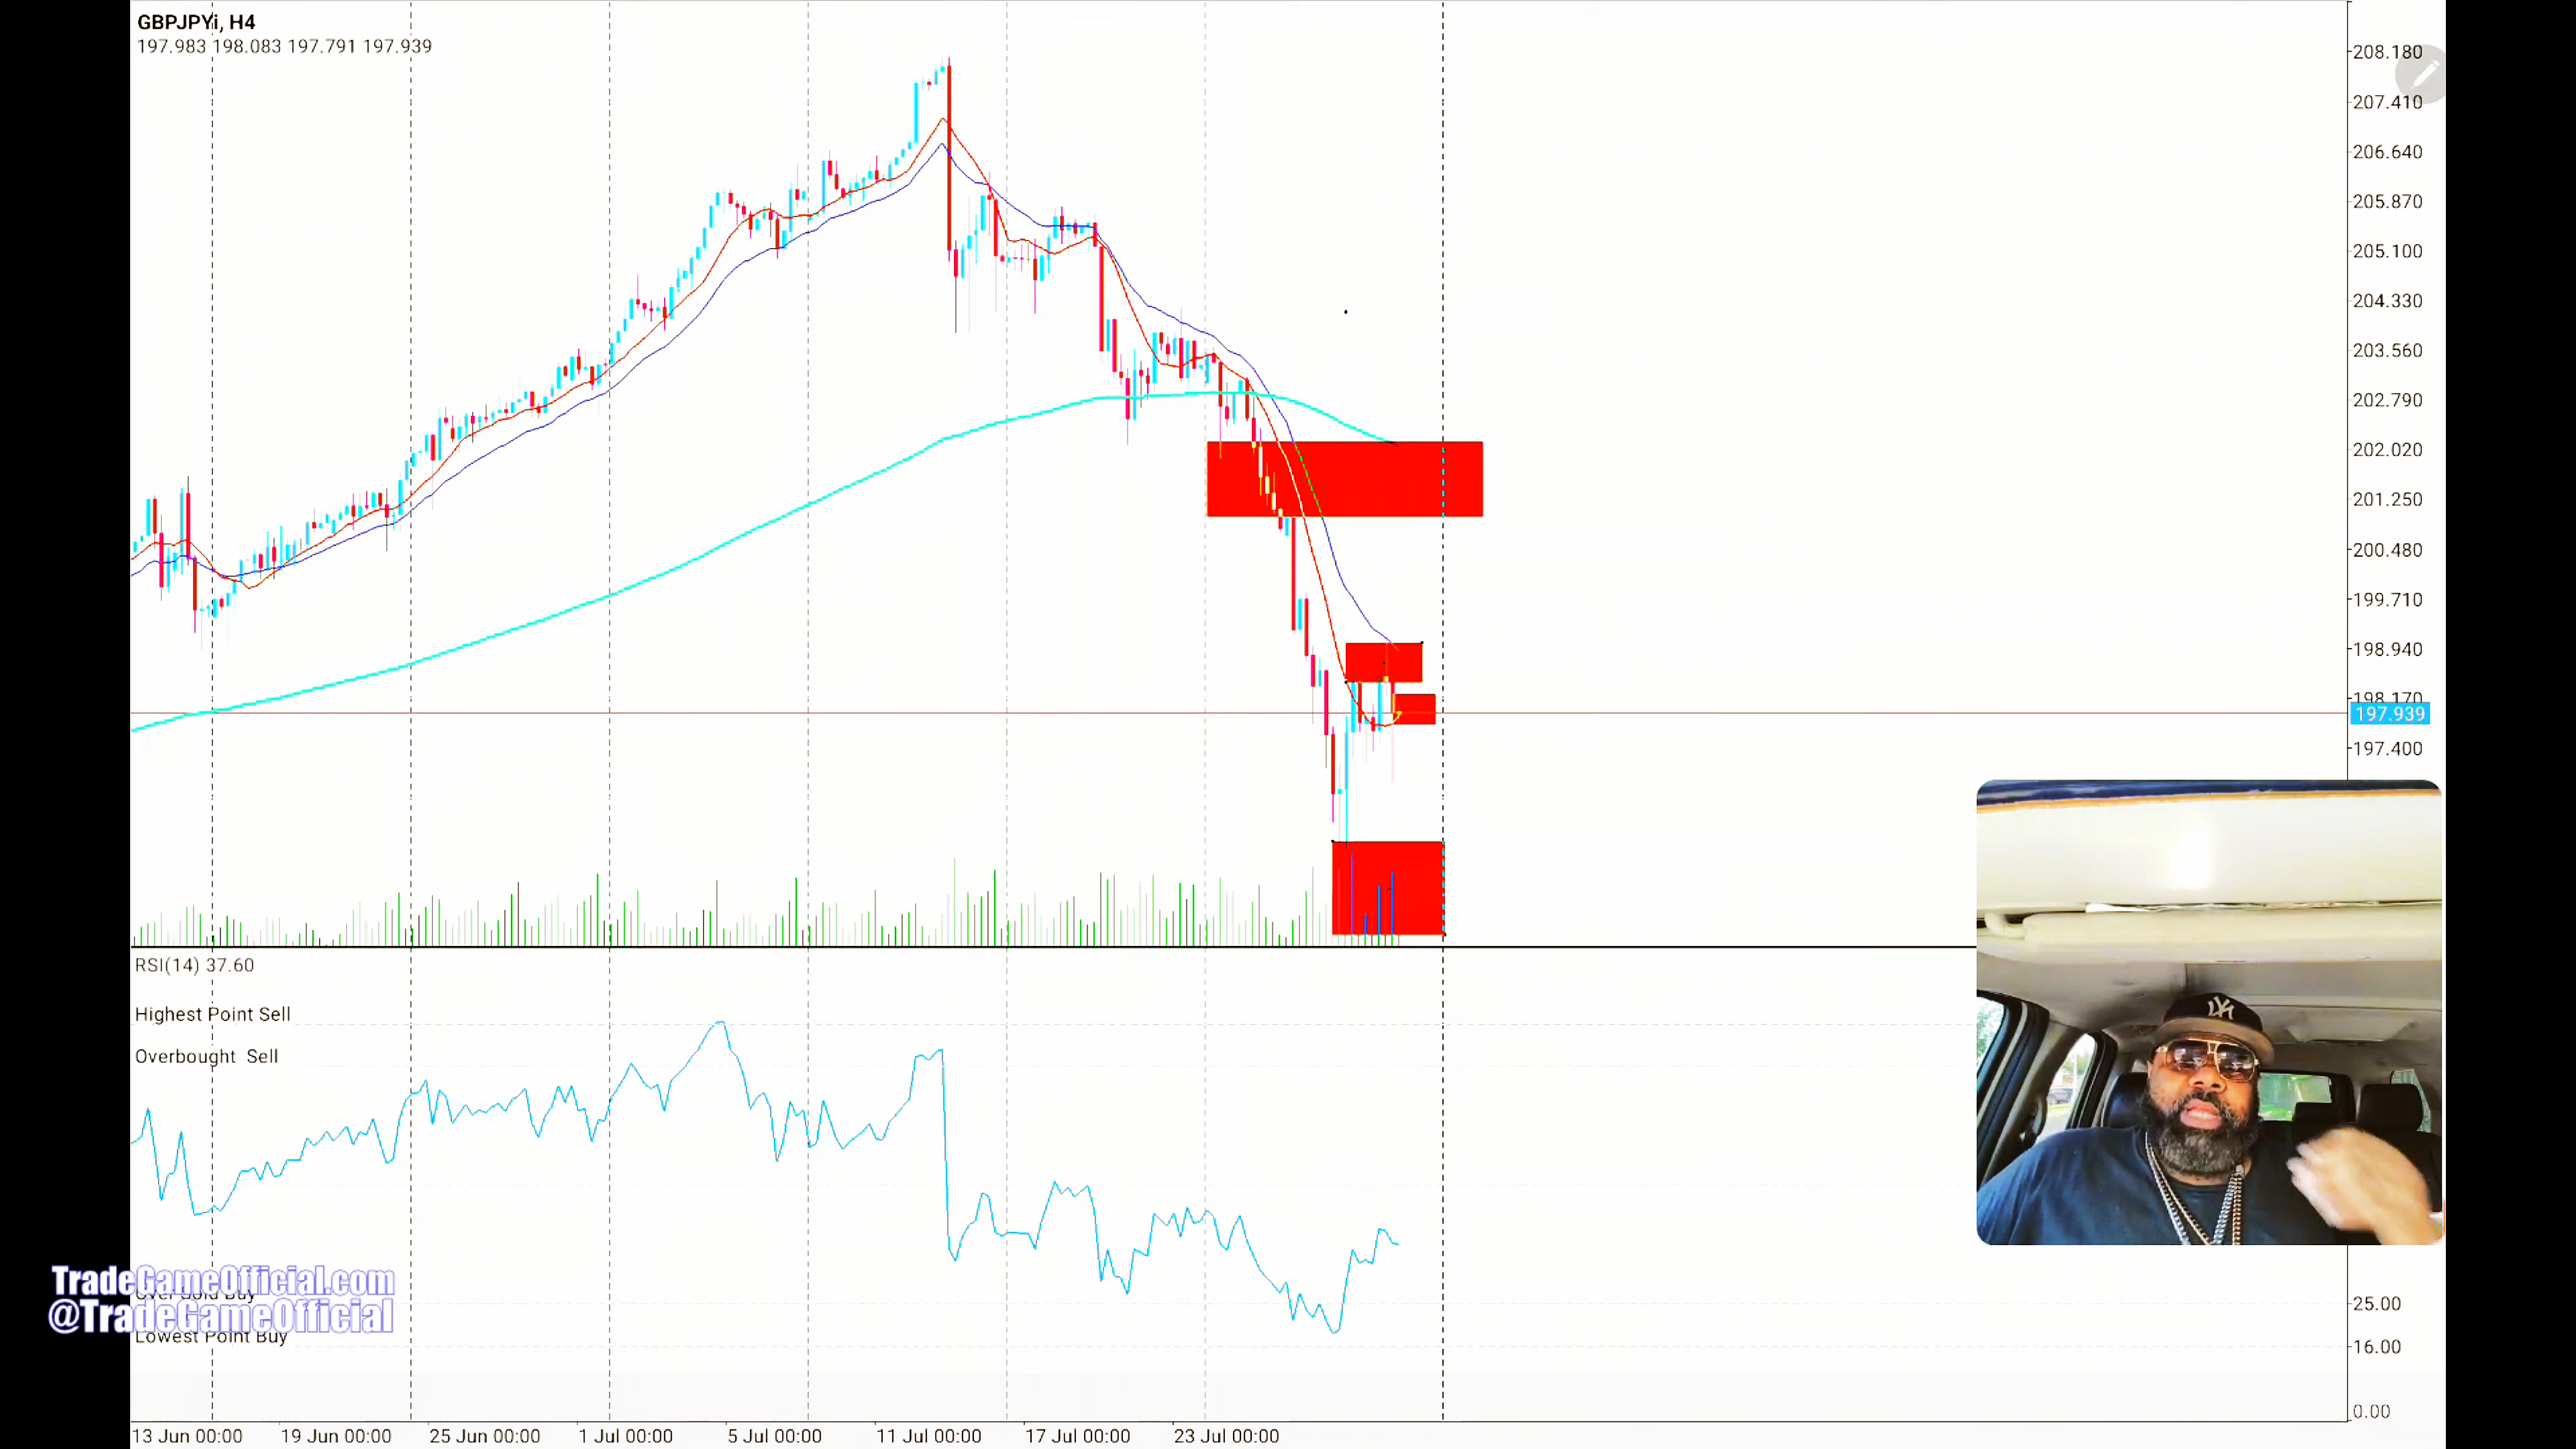 GBPJPYi, H4
197.983 198.083 197.791 197.939
208.180
207.410
206.640
205.870
205.100
204.330
203.560
202.790
202.020
201.250
200.480
199.710
198.940
198.170
197.939
197.400
RSI(14) 37.60
Highest Point Sell
Overbought Sell
TradeGameOfficial.com
@TradeGameOfficial
Lowest Point Buy
25.00
16.00
0.00
13 Jun 00:00
19 Jun 00:00
25 Jun 00:00
1 Jul 00:00
5 Jul 00:00
11 Jul 00:00
17 Jul 00:00
23 Jul 00:00
NY